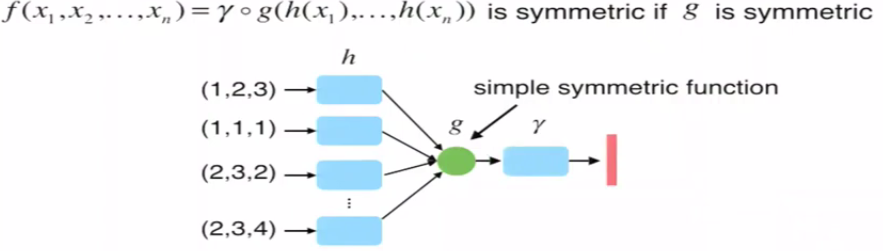 f(x₁,x₂,…,xₙ)=γ∘g(h(x₁),…,h(xₙ)) is symmetric if g is symmetric
h
(1,2,3)
simple symmetric function
(1,1,1)
g
γ
(2,3,2)
⋮
(2,3,4)